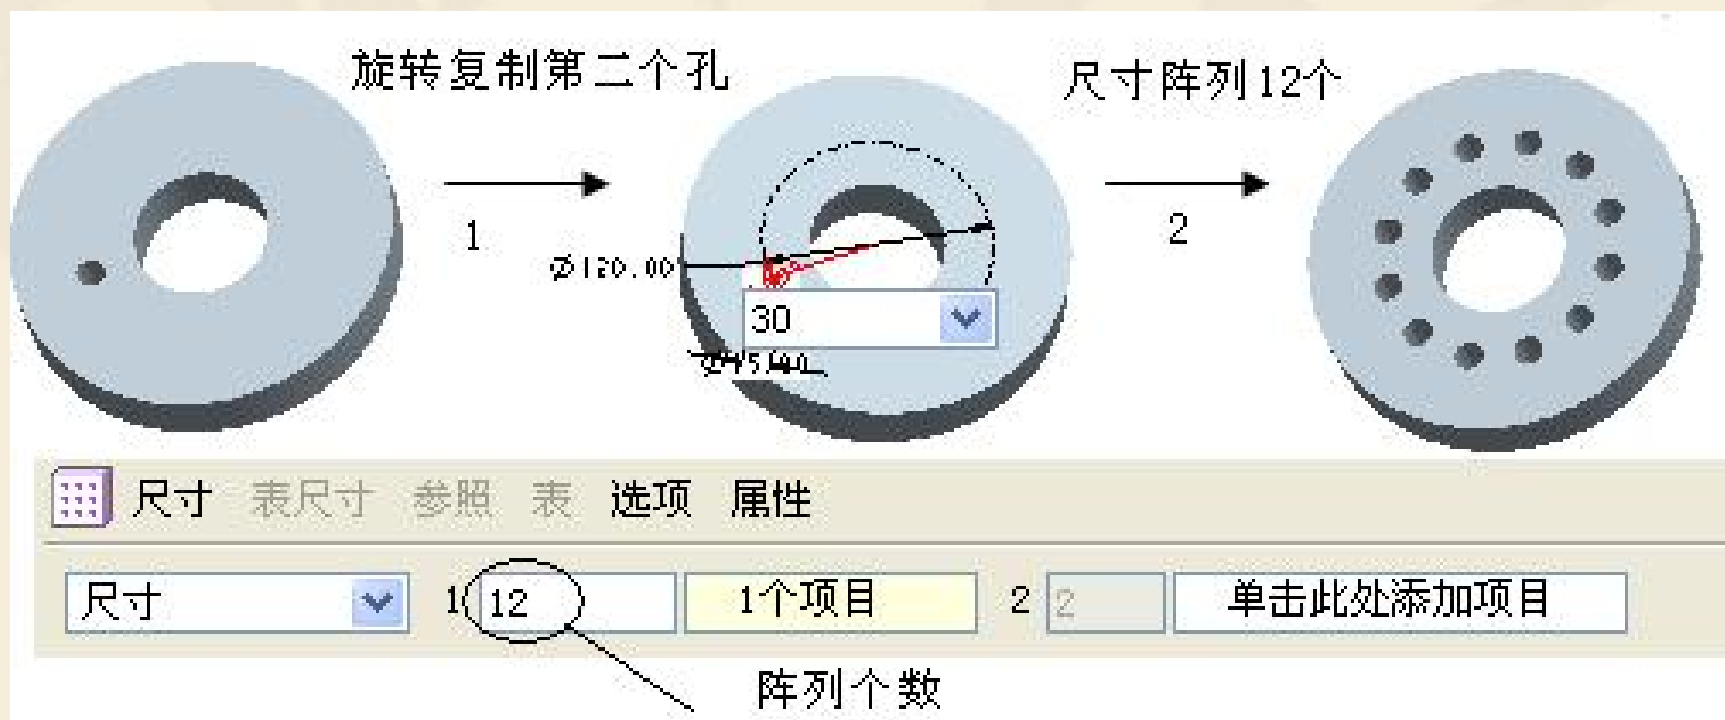 旋转复制第二个孔
尺寸阵列12个
1
2
Ø120.00
30
尺寸 表尺寸 参照 表 选项 属性
尺寸 1 12 1个项目 2 2 单击此处添加项目
阵列个数